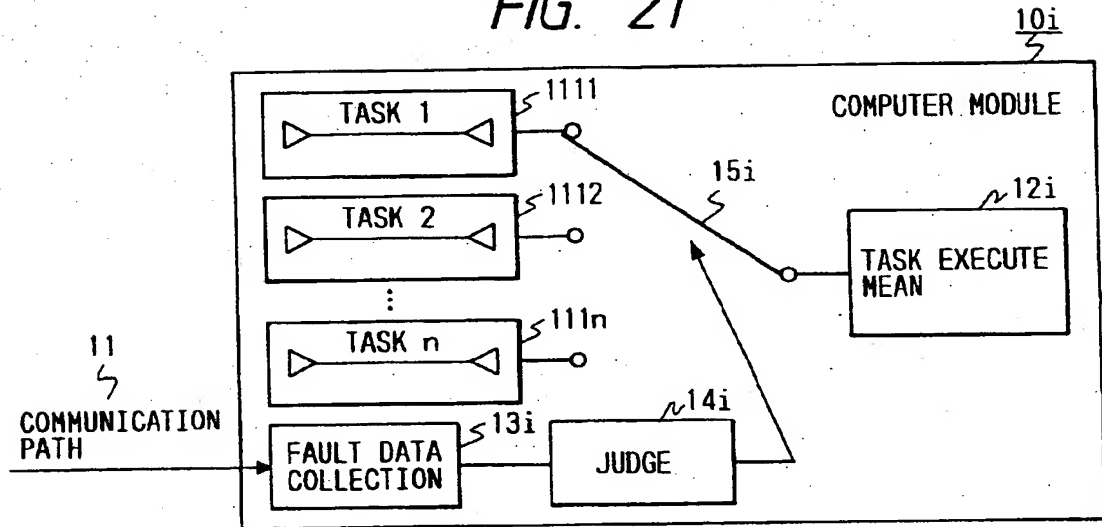 FIG. 21
10i
COMPUTER MODULE
TASK 1
1111
TASK 2
1112
15i
12i
TASK EXECUTE
MEAN
TASK n
111n
11
COMMUNICATION
PATH
13i
FAULT DATA
COLLECTION
14i
JUDGE